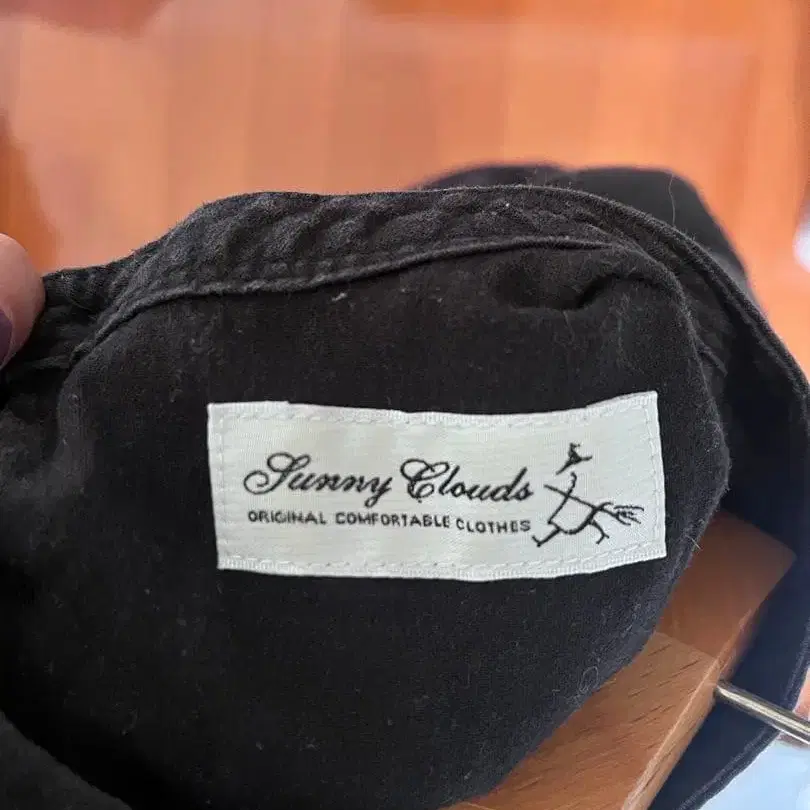 Sunny Clouds
ORIGINAL COMFORTABLE CLOTHES